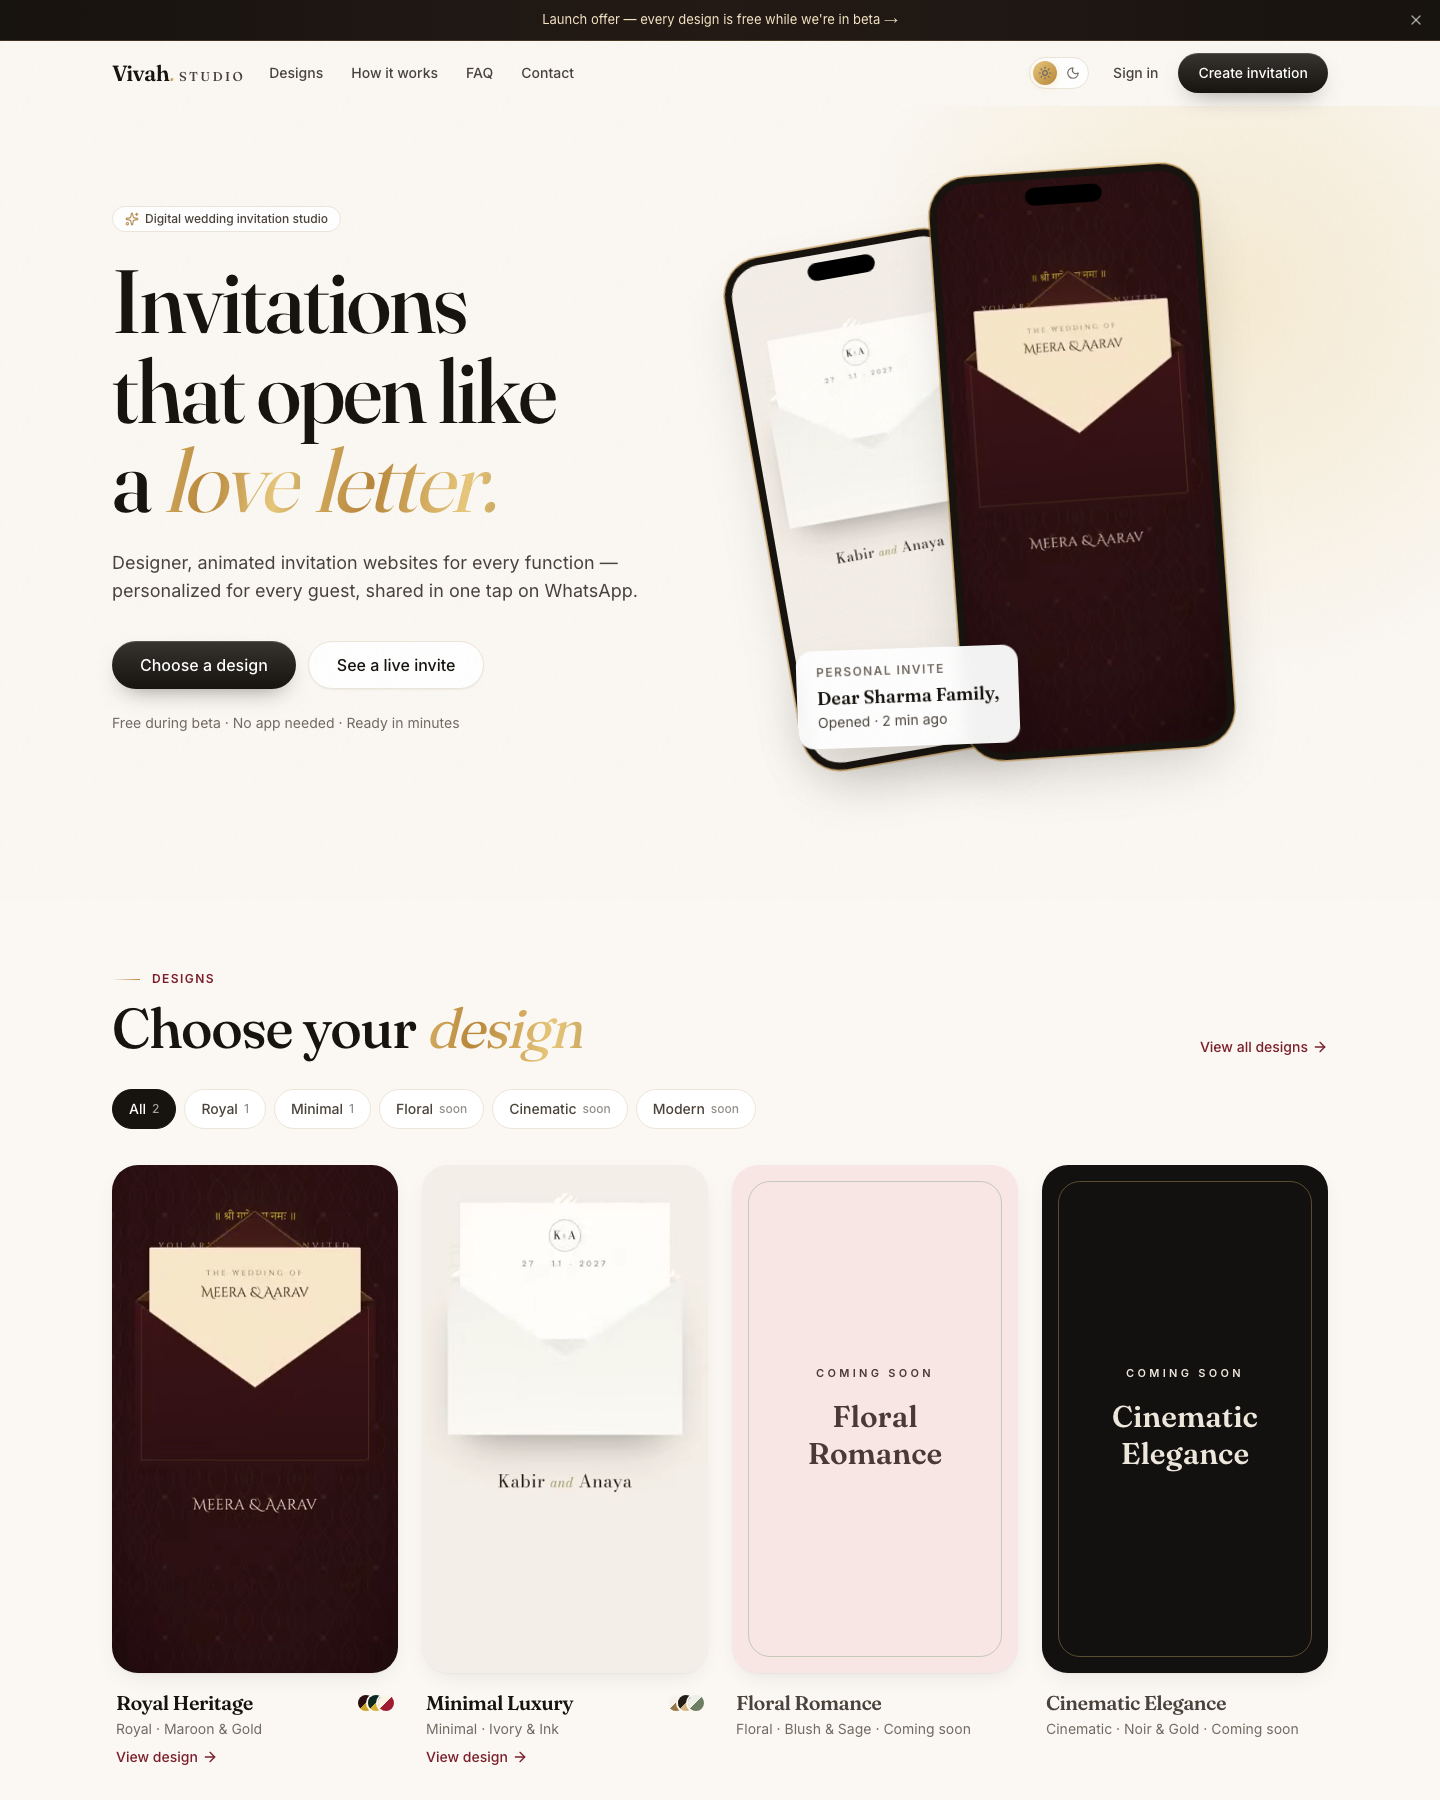 Launch offer — every design is free while we're in beta →
Vivah. STUDIO
Designs
How it works
FAQ
Contact
Sign in
Create invitation
Digital wedding invitation studio
Invitations
that open like
a love letter.
Designer, animated invitation websites for every function —
personalized for every guest, shared in one tap on WhatsApp.
Choose a design
See a live invite
Free during beta · No app needed · Ready in minutes
K A
27 · 11 · 2027
Kabir and Anaya
THE WEDDING OF
MEERA & AARAV
MEERA & AARAV
PERSONAL INVITE
Dear Sharma Family,
Opened · 2 min ago
DESIGNS
Choose your design
View all designs →
All 2
Royal 1
Minimal 1
Floral soon
Cinematic soon
Modern soon
॥ श्री नमः ॥
YOU
THE WEDDING OF
MEERA & AARAV
MEERA & AARAV
Royal Heritage
Royal · Maroon & Gold
View design →
K & A
27 · 11 · 2027
Kabir and Anaya
Minimal Luxury
Minimal · Ivory & Ink
View design →
COMING SOON
Floral
Romance
Floral Romance
Floral · Blush & Sage · Coming soon
COMING SOON
Cinematic
Elegance
Cinematic Elegance
Cinematic · Noir & Gold · Coming soon